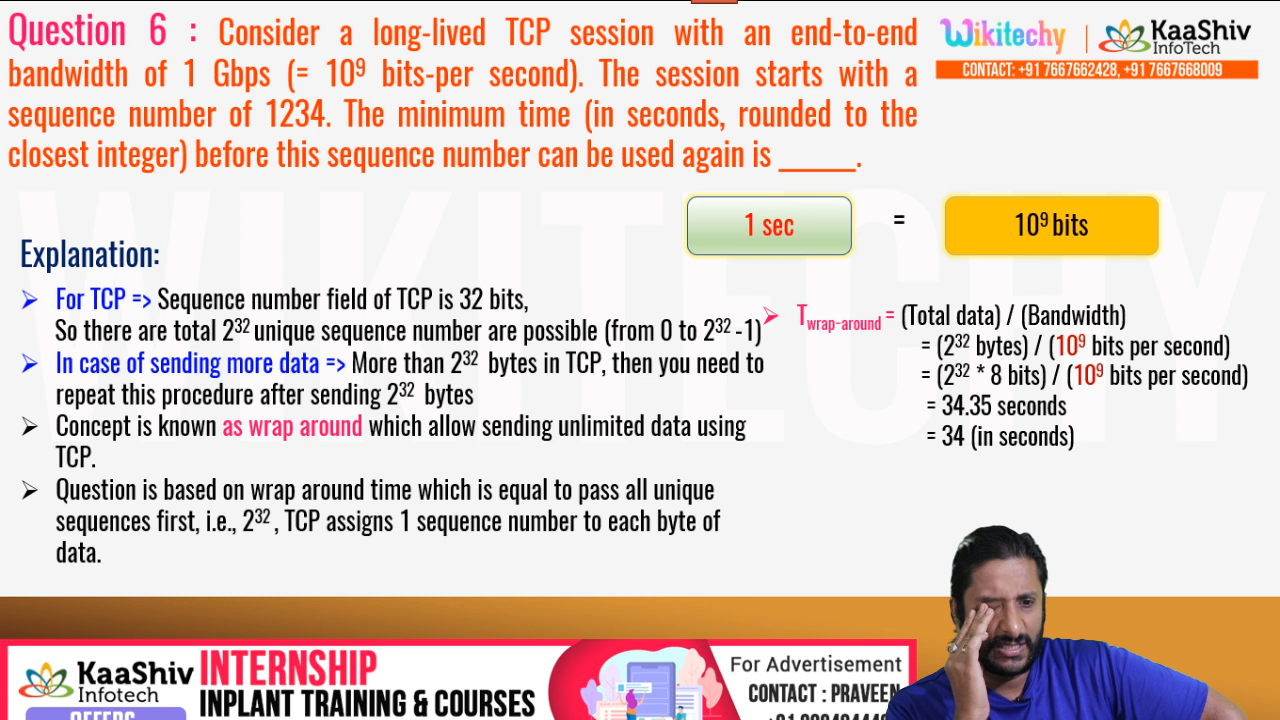 Question 6 : Consider a long-lived TCP session with an end-to-end
bandwidth of 1 Gbps (= 10⁹ bits-per second). The session starts with a
sequence number of 1234. The minimum time (in seconds, rounded to the
closest integer) before this sequence number can be used again is _____.
Wikitechy | KaaShiv
InfoTech
CONTACT: +91 7667662428, +91 7667668009
1 sec = 10⁹ bits
Explanation:
For TCP => Sequence number field of TCP is 32 bits,
So there are total 2³² unique sequence number are possible (from 0 to 2³² -1)
In case of sending more data => More than 2³² bytes in TCP, then you need to
repeat this procedure after sending 2³² bytes
Concept is known as wrap around which allow sending unlimited data using
TCP.
Question is based on wrap around time which is equal to pass all unique
sequences first, i.e., 2³² , TCP assigns 1 sequence number to each byte of
data.
Twrap-around = (Total data) / (Bandwidth)
= (2³² bytes) / (10⁹ bits per second)
= (2³² * 8 bits) / (10⁹ bits per second)
= 34.35 seconds
= 34 (in seconds)
WIKITECHY
KaaShiv
Infotech
OFFERS
INTERNSHIP
INPLANT TRAINING & COURSES
For Advertisement
CONTACT : PRAVEEN